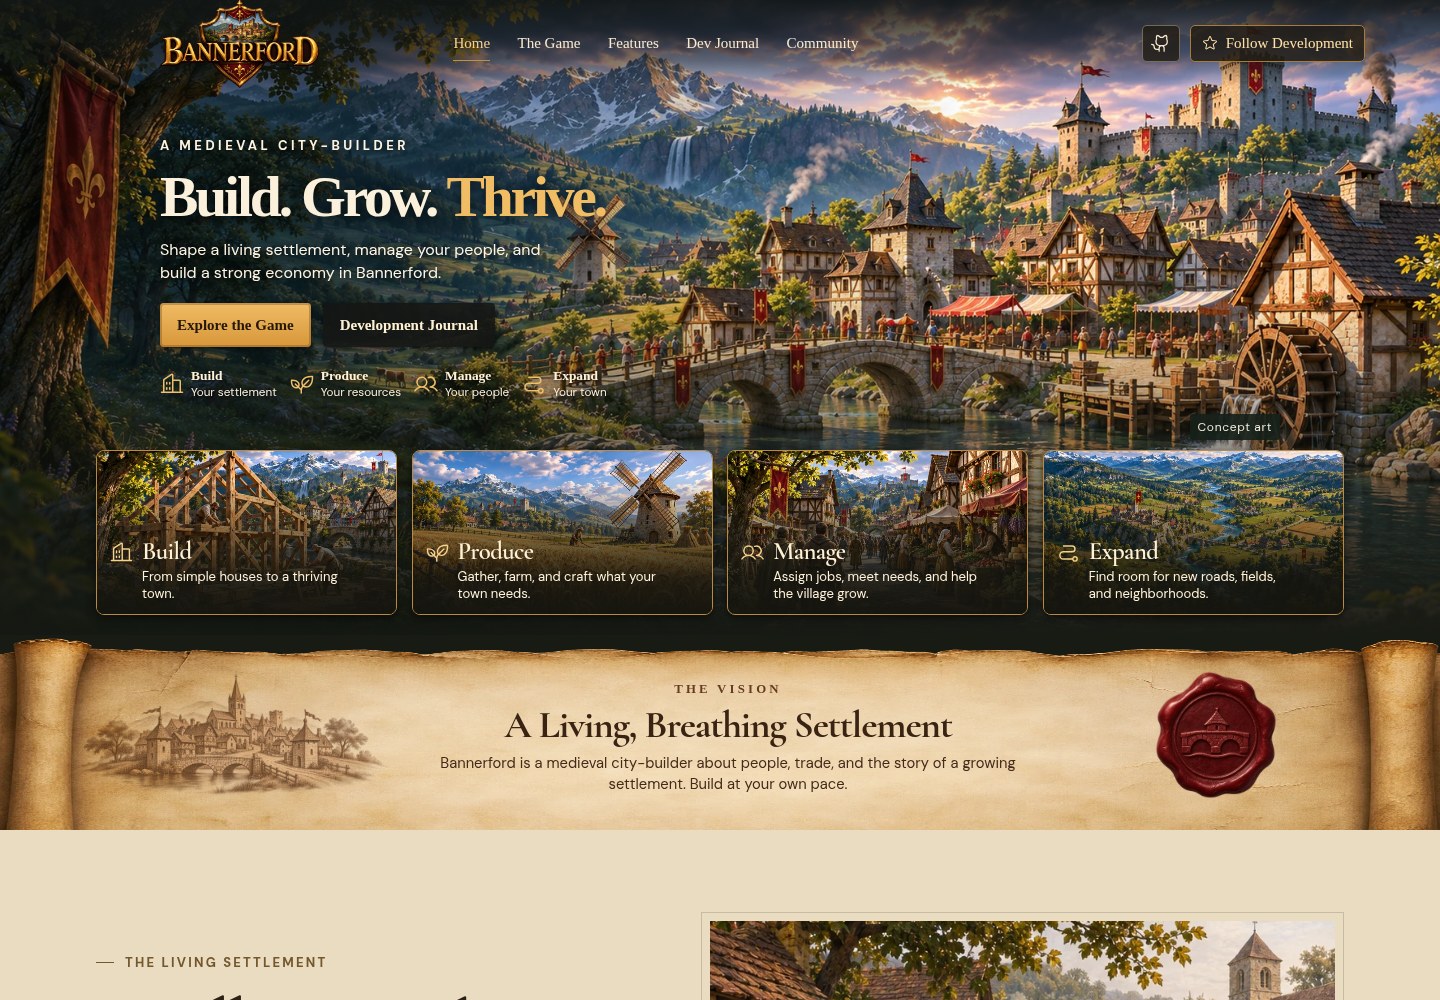 BANNERFORD
Home
The Game
Features
Dev Journal
Community
Follow Development
A MEDIEVAL CITY-BUILDER
Build. Grow. Thrive.
Shape a living settlement, manage your people, and
build a strong economy in Bannerford.
Explore the Game
Development Journal
Build
Your settlement
Produce
Your resources
Manage
Your people
Expand
Your town
Concept art
Build
From simple houses to a thriving
town.
Produce
Gather, farm, and craft what your
town needs.
Manage
Assign jobs, meet needs, and help
the village grow.
Expand
Find room for new roads, fields,
and neighborhoods.
THE VISION
A Living, Breathing Settlement
Bannerford is a medieval city-builder about people, trade, and the story of a growing
settlement. Build at your own pace.
THE LIVING SETTLEMENT